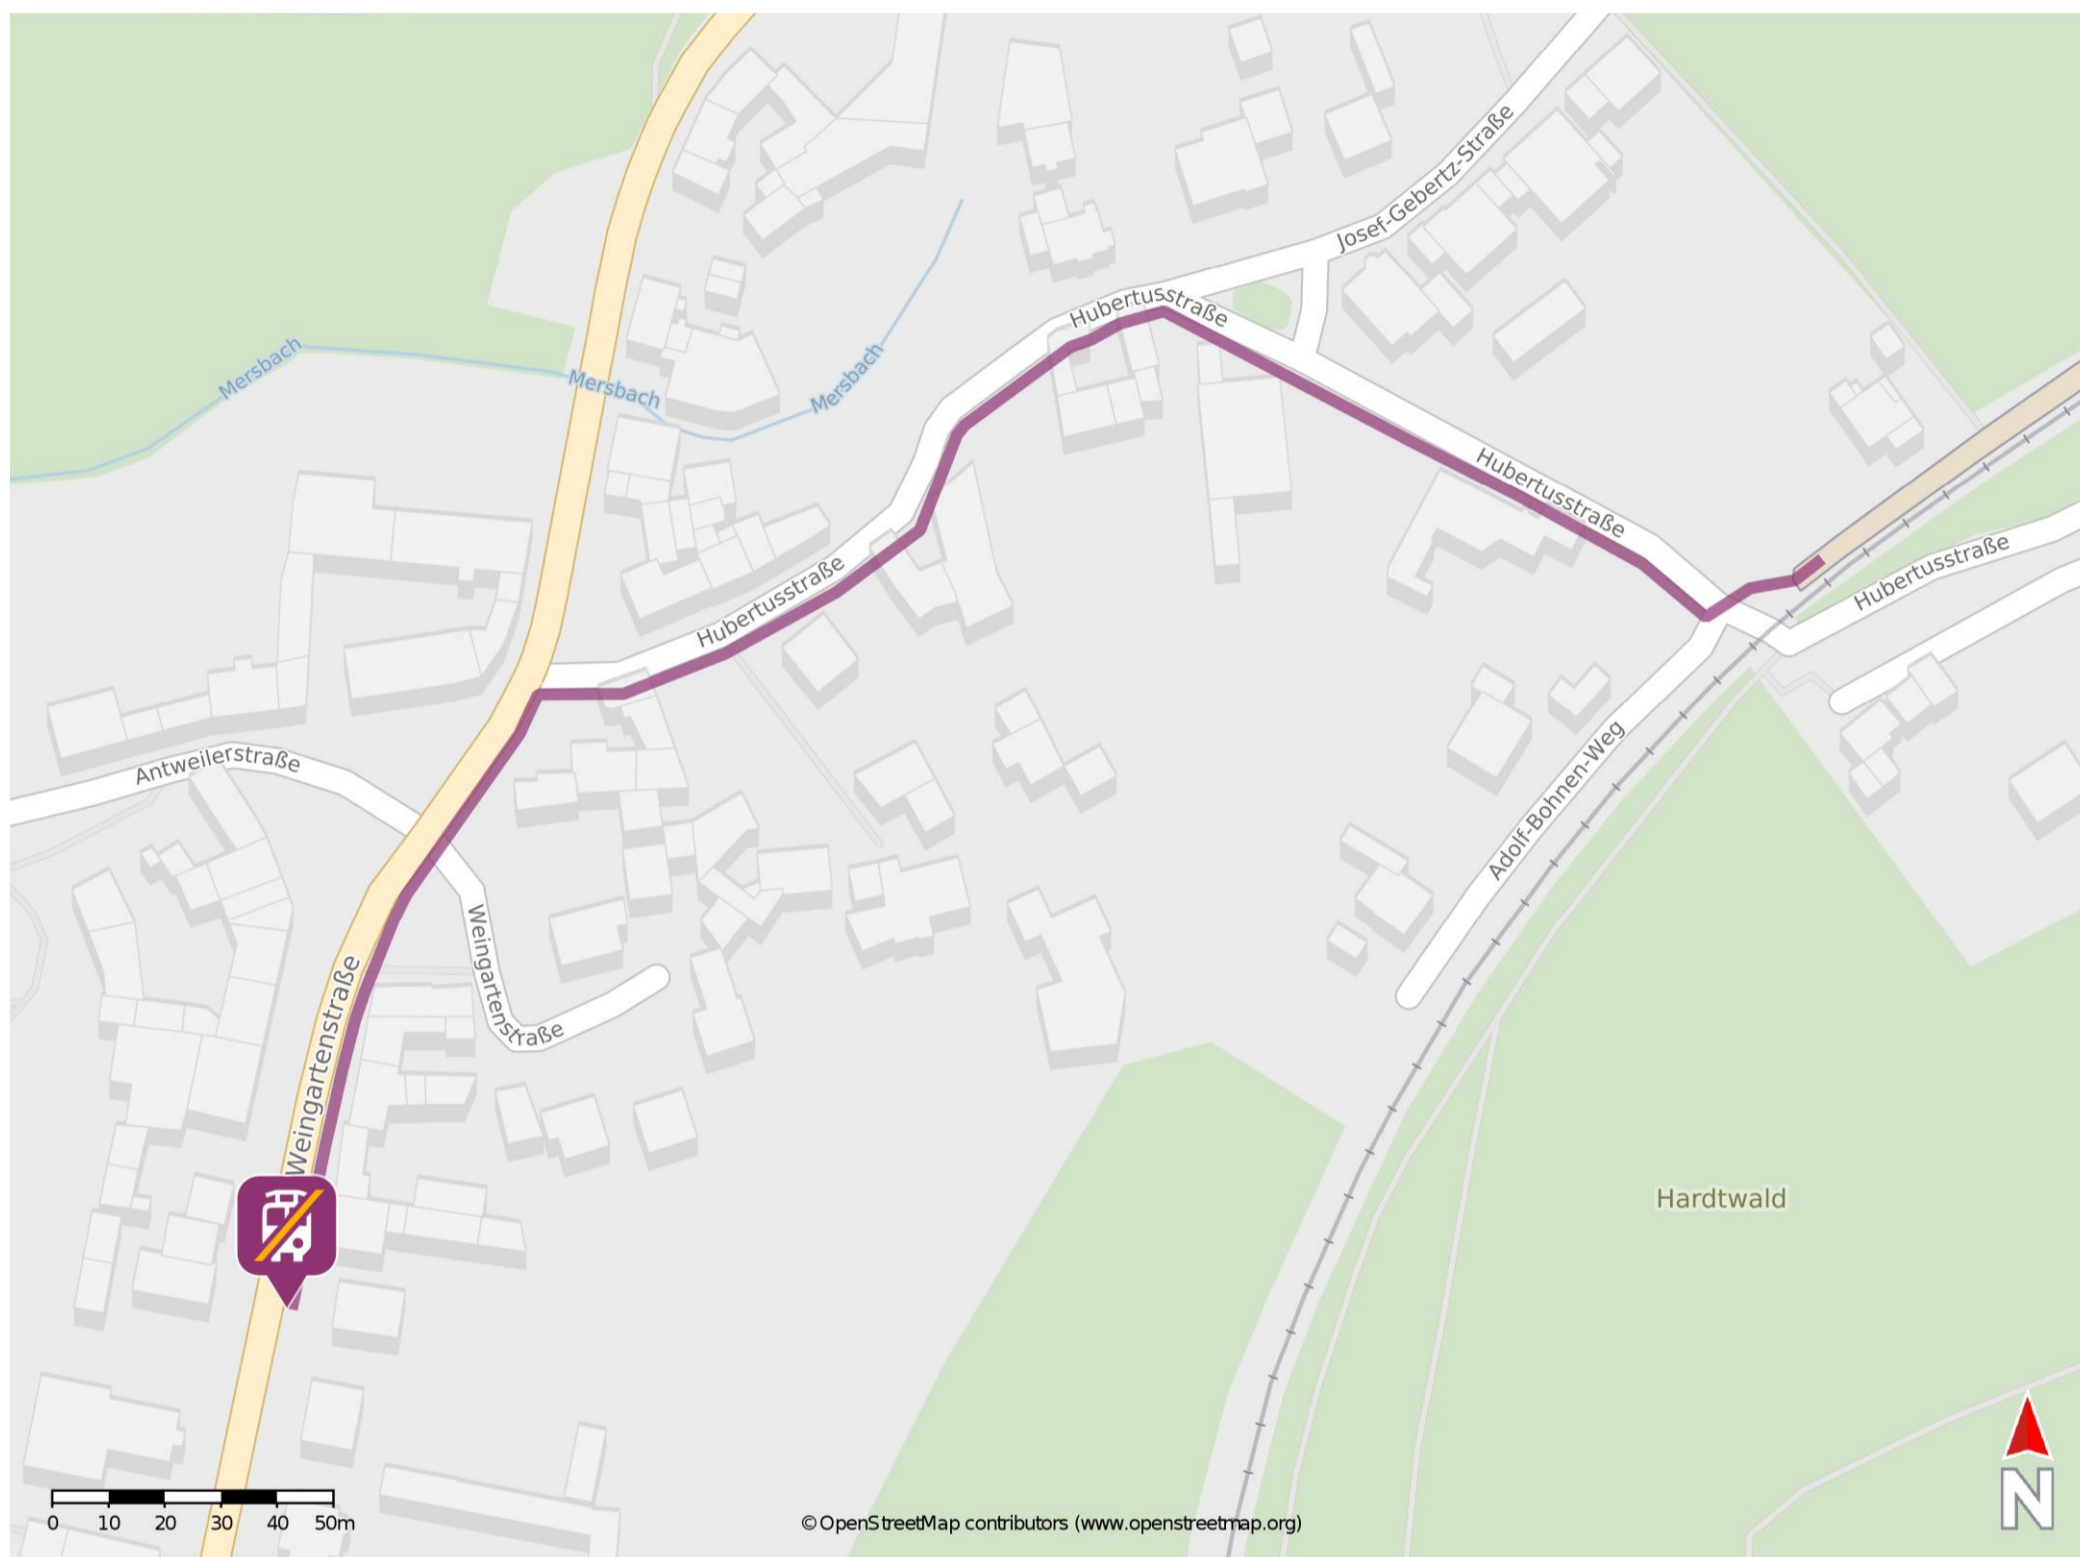 Josef-Gebertz-Straße
Hubertusstraße
Mersbach
Mersbach
Mersbach
Hubertusstraße
Hubertusstraße
Hubertusstraße
Antweilerstraße
Adolf-Bohnen-Weg
Weingartenstraße
Weingartenstraße
Hardtwald
0 10 20 30 40 50m
© OpenStreetMap contributors (www.openstreetmap.org)
N